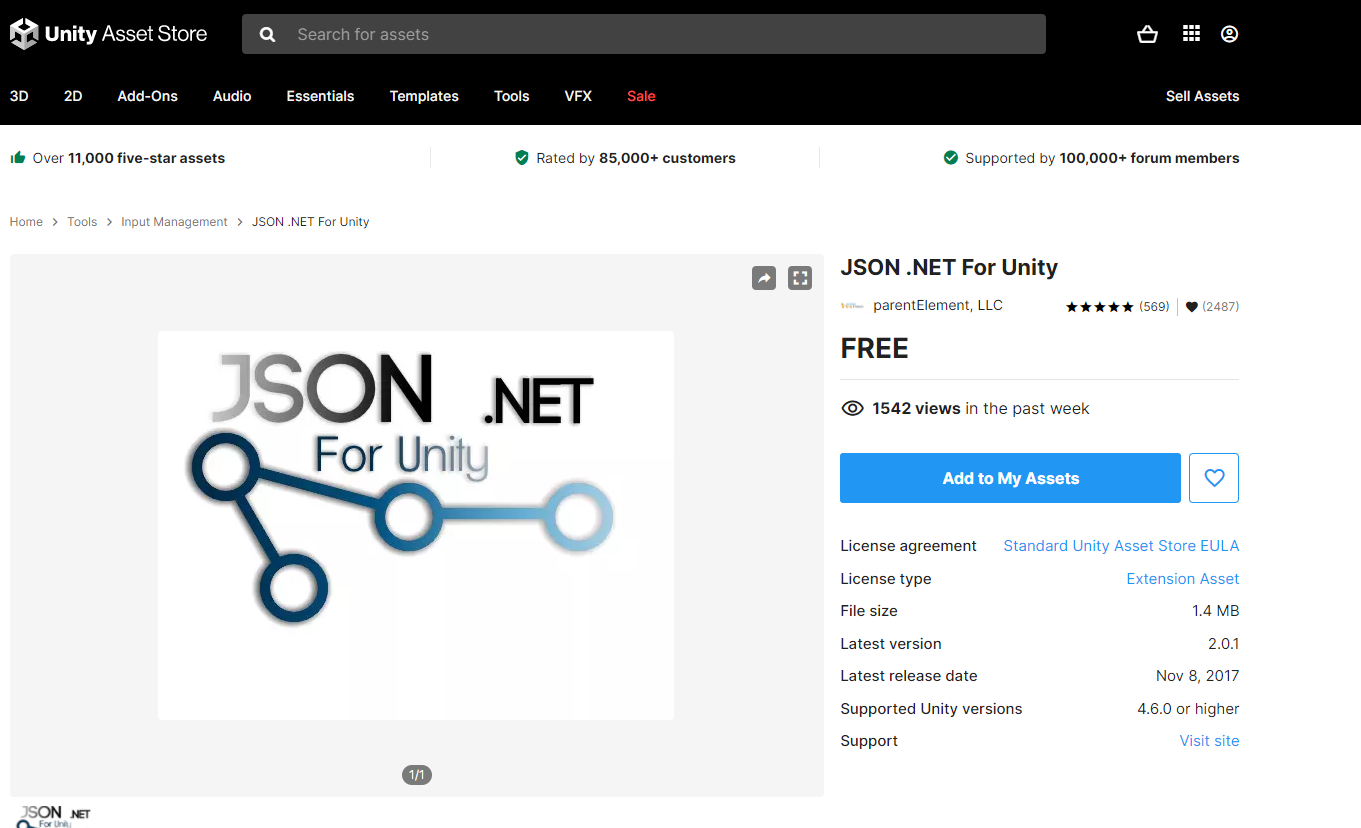 Unity Asset Store
Search for assets
3D 2D Add-Ons Audio Essentials Templates Tools VFX Sale Sell Assets
Over 11,000 five-star assets
Rated by 85,000+ customers
Supported by 100,000+ forum members
Home > Tools > Input Management > JSON .NET For Unity
JSON .NET
For Unity
1/1
JSON .NET
For Unity
JSON .NET For Unity
parentElement, LLC ★★★★★ (569) (2487)
FREE
1542 views in the past week
Add to My Assets
License agreement Standard Unity Asset Store EULA
License type Extension Asset
File size 1.4 MB
Latest version 2.0.1
Latest release date Nov 8, 2017
Supported Unity versions 4.6.0 or higher
Support Visit site